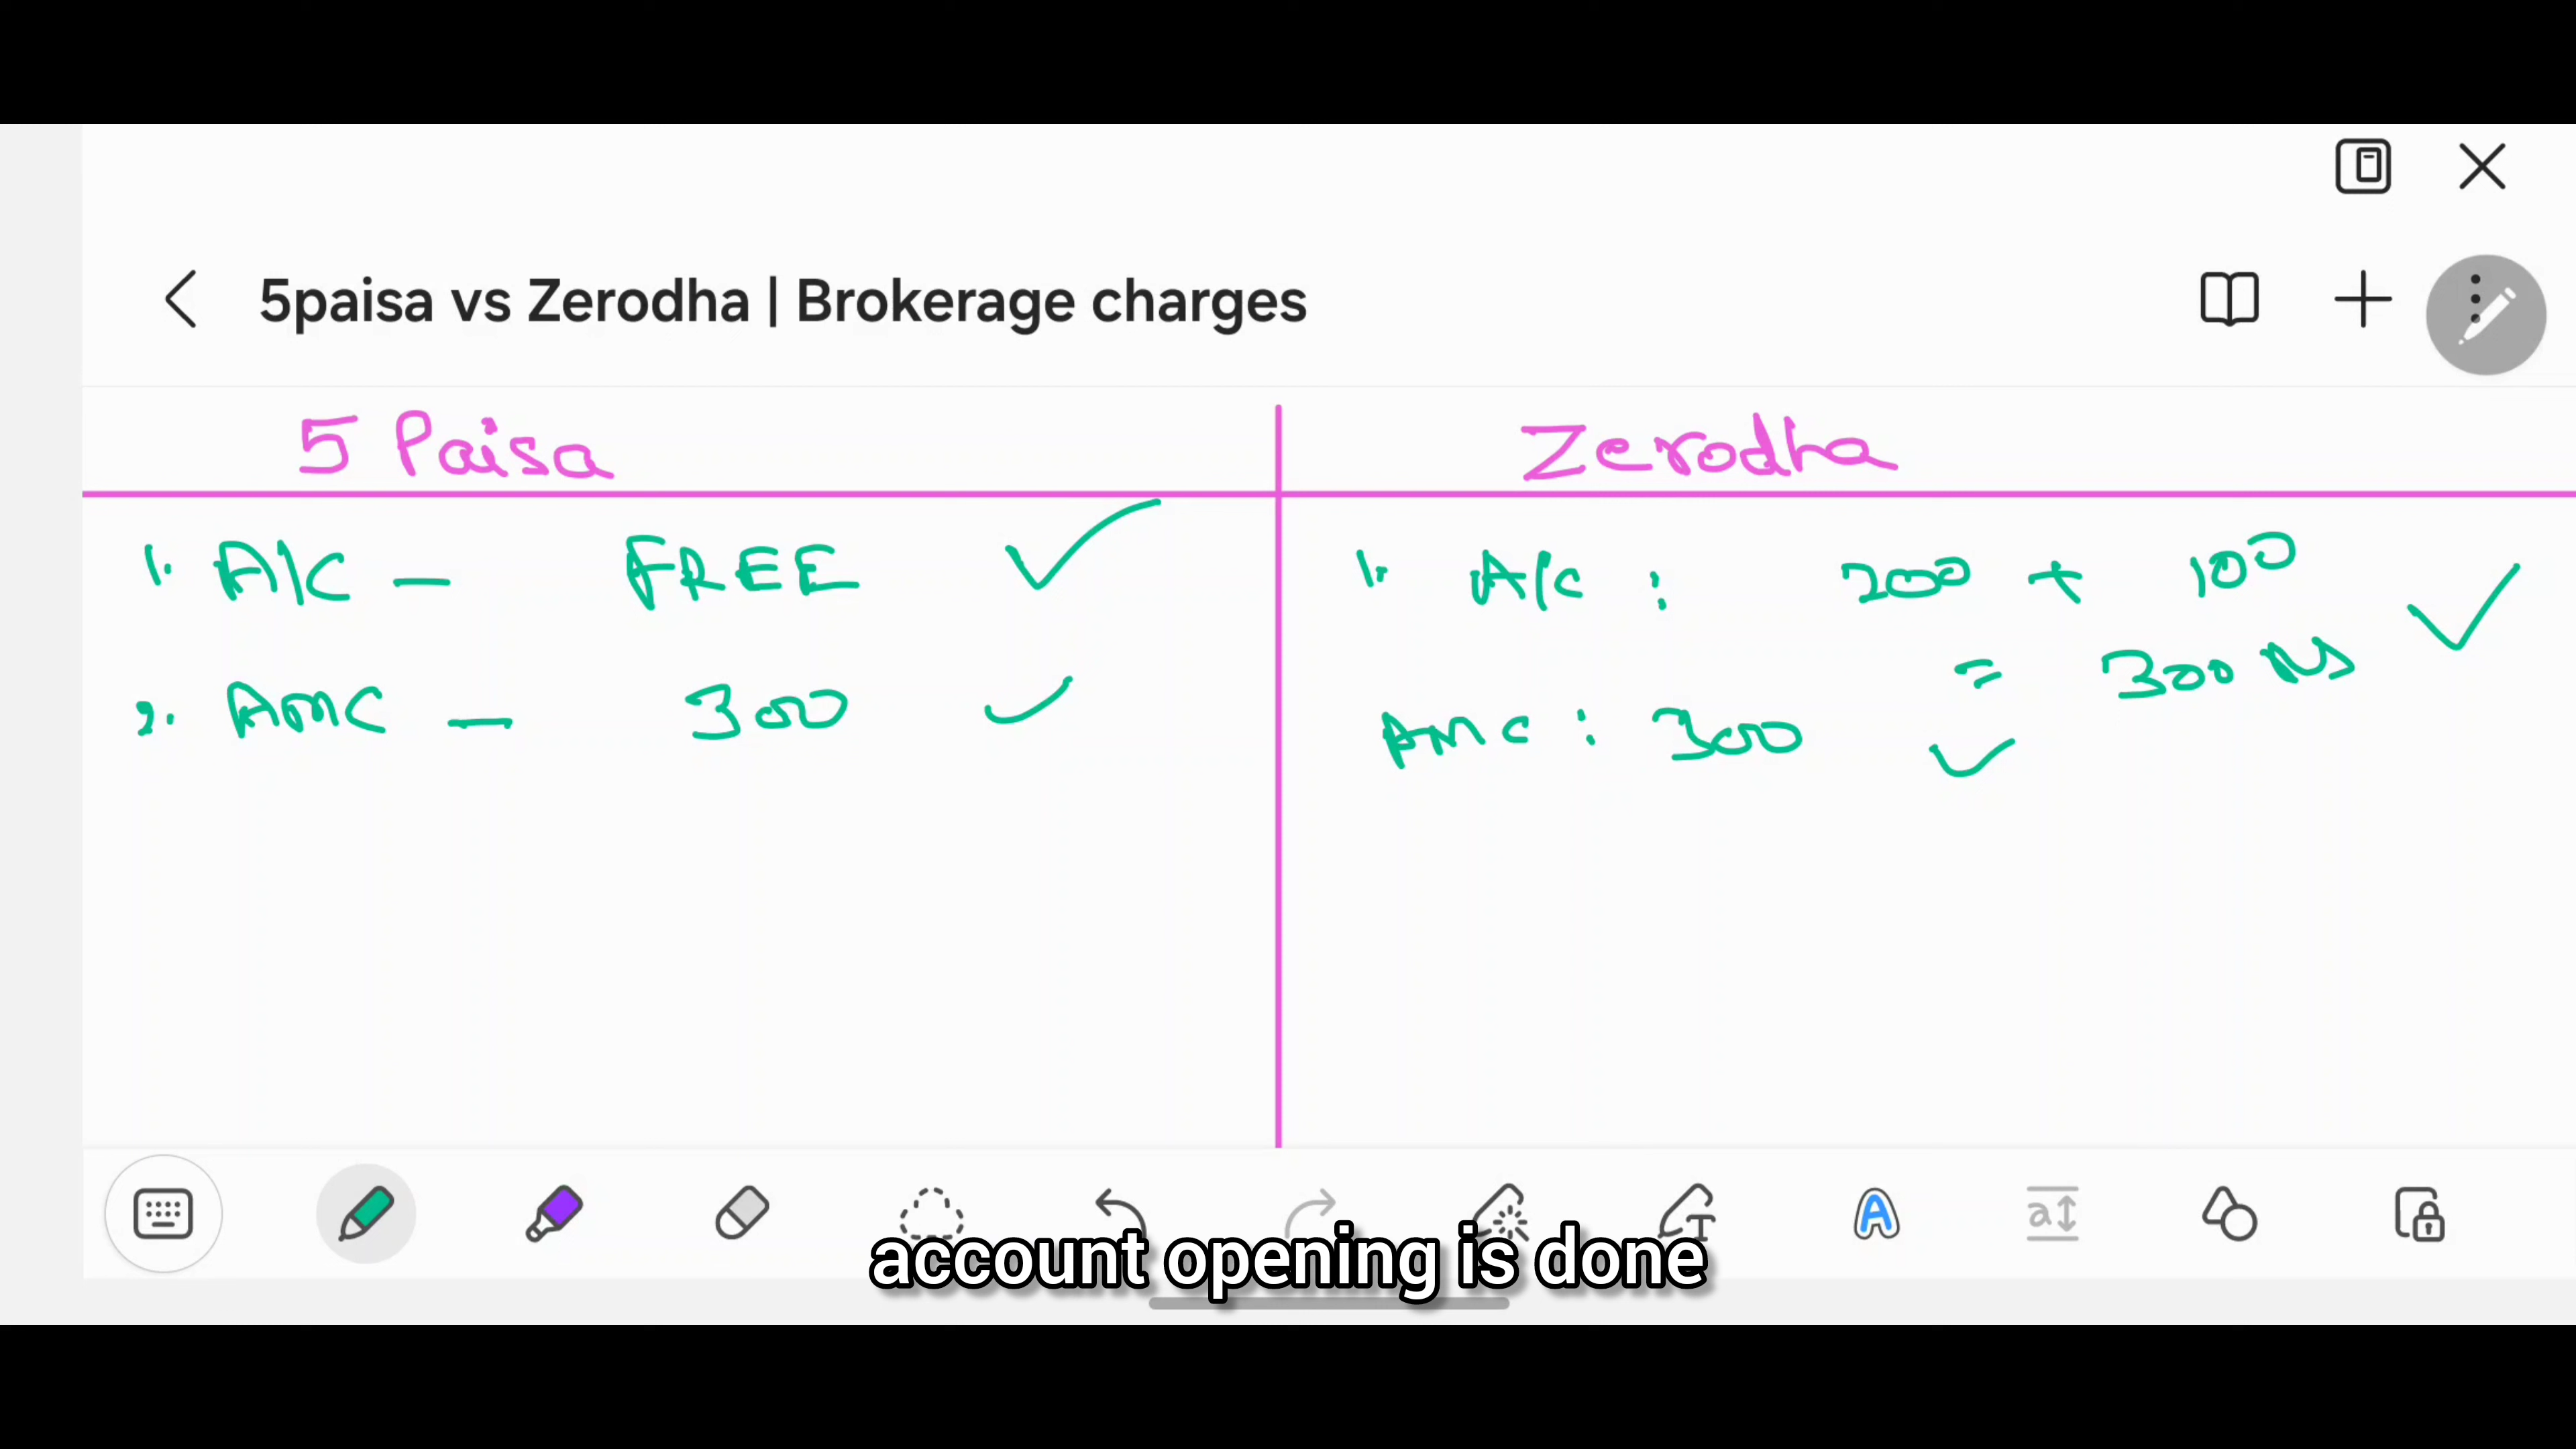 5paisa vs Zerodha | Brokerage charges
5 Paisa
Zerodha
1. A/C - FREE
2. AMC - 300
1. A/C : 200 + 100
= 300 Rs
AMC : 300
account opening is done